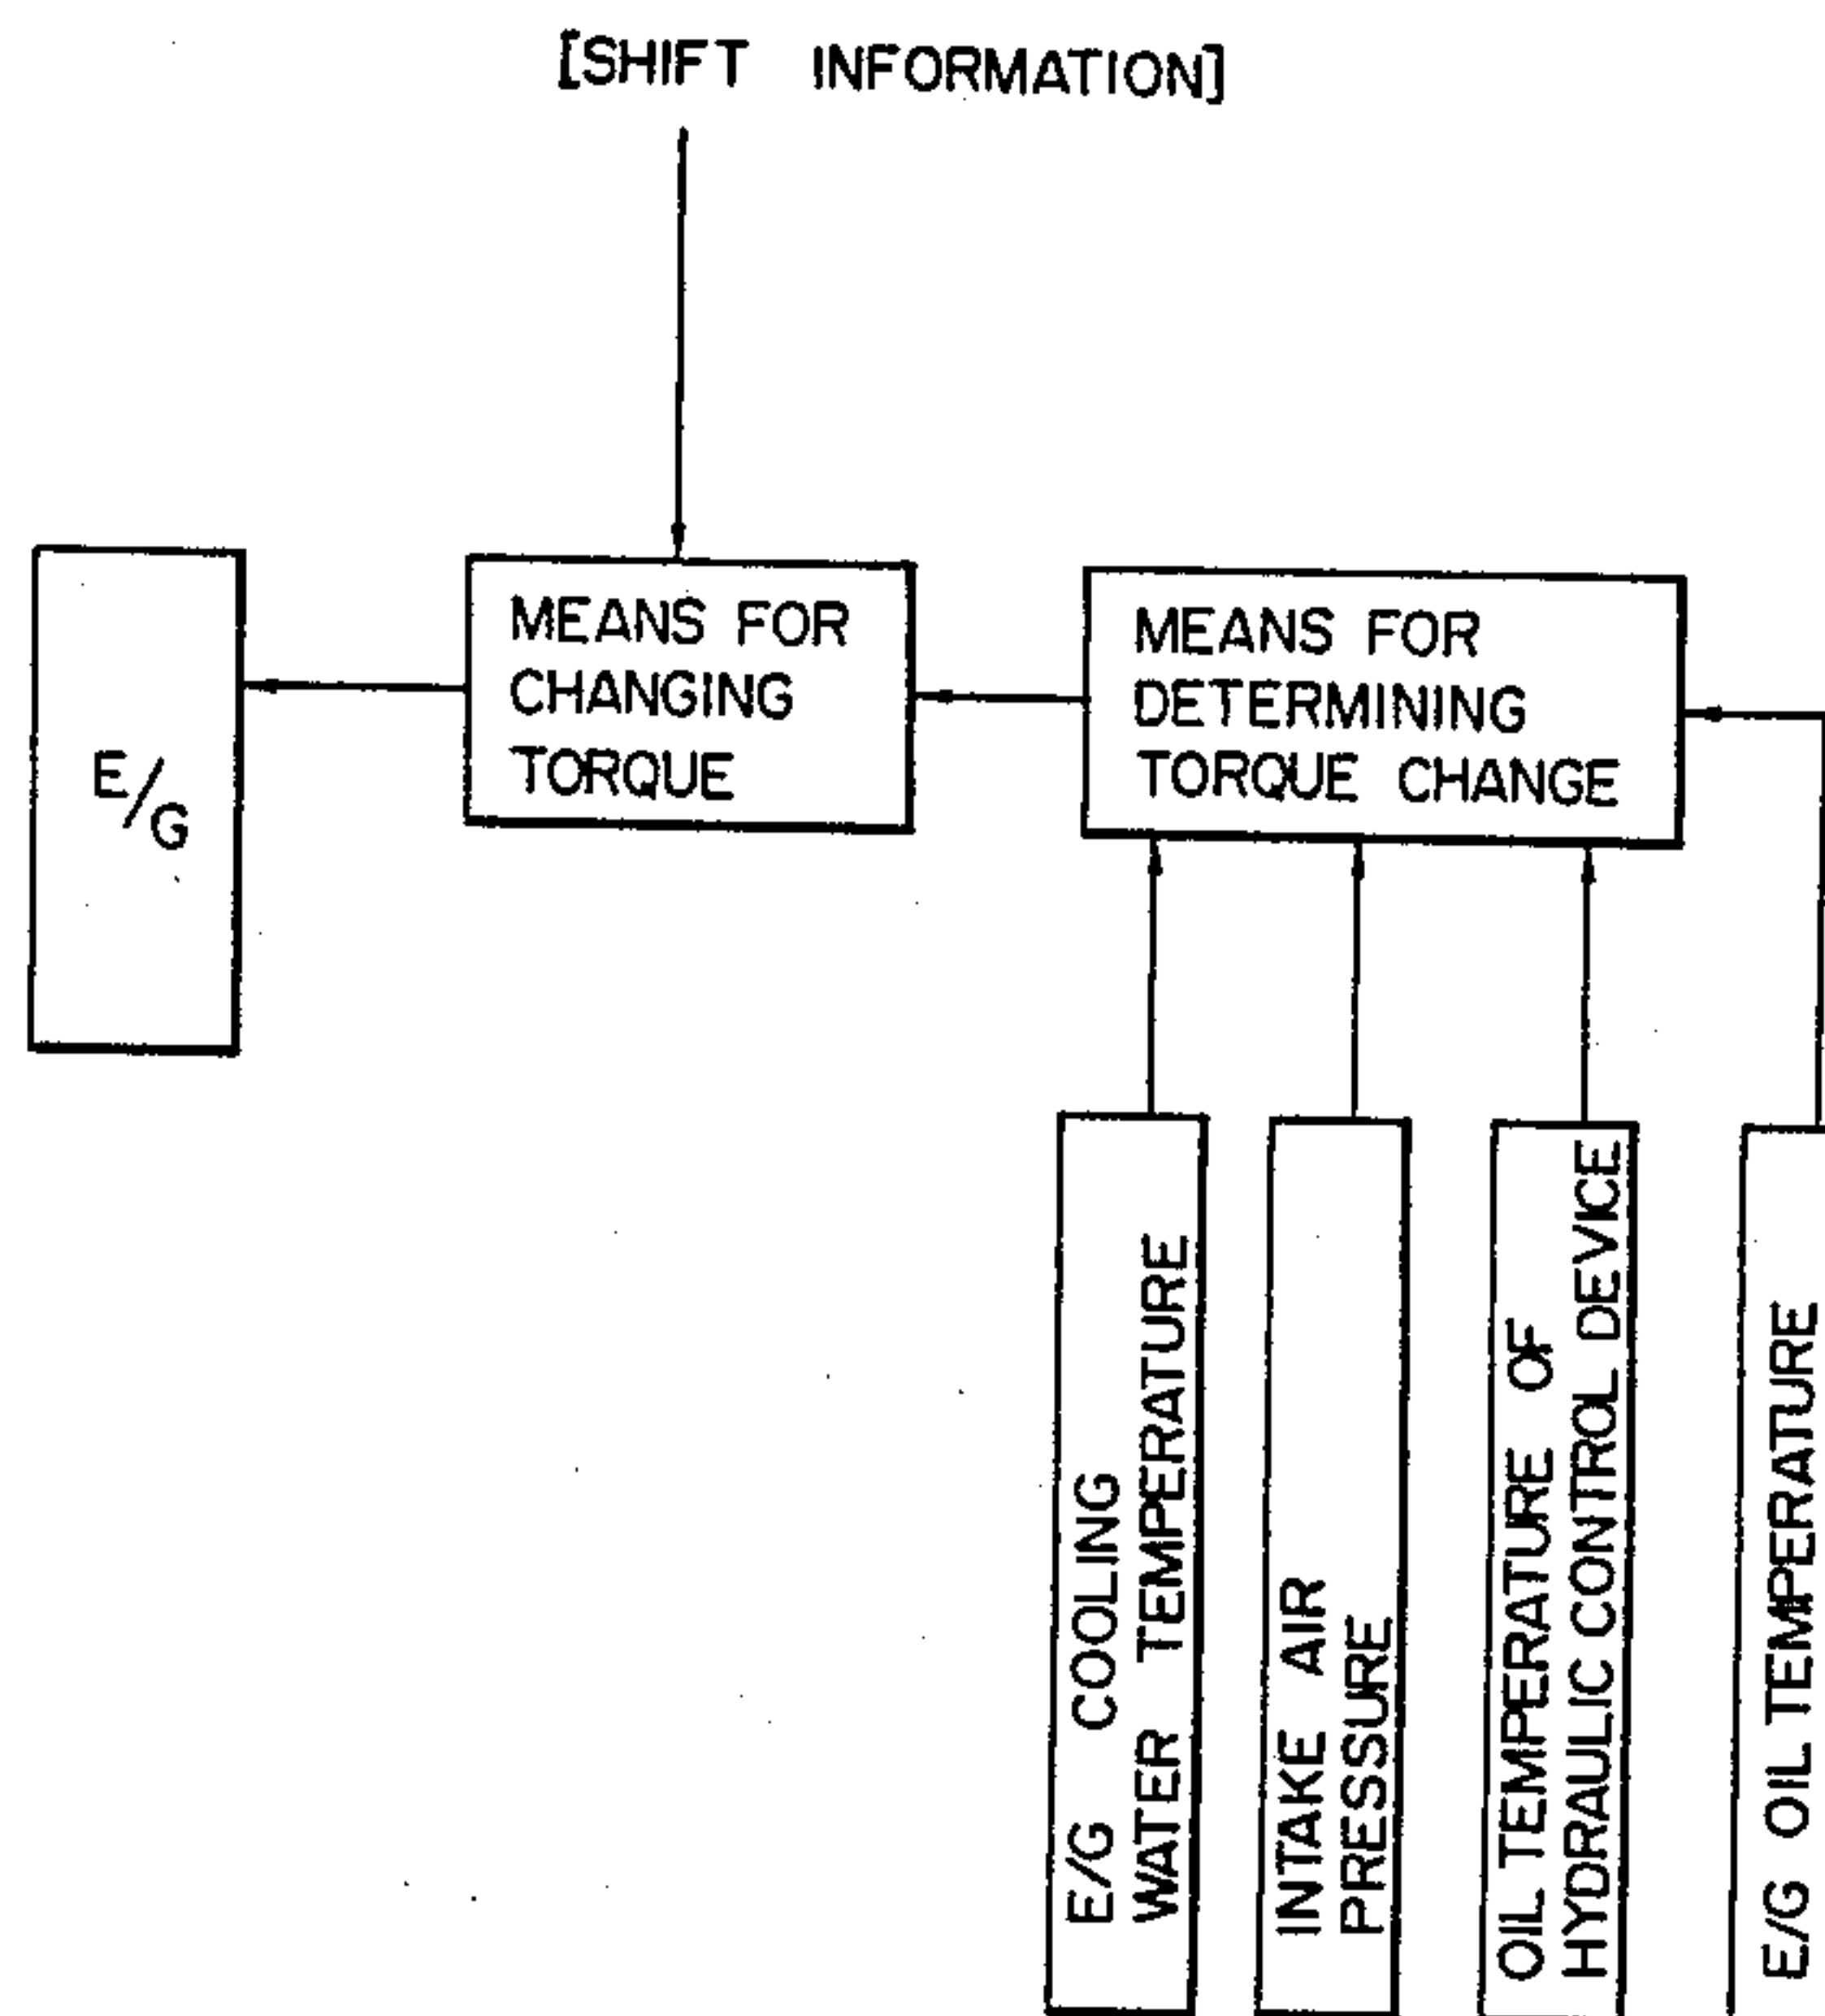 [SHIFT INFORMATION]
E/G
MEANS FOR
CHANGING
TORQUE
MEANS FOR
DETERMINING
TORQUE CHANGE
E/G COOLING
WATER TEMPERATURE
INTAKE AIR
PRESSURE
OIL TEMPERATURE OF
HYDRAULIC CONTROL DEVICE
E/G OIL TEMPERATURE